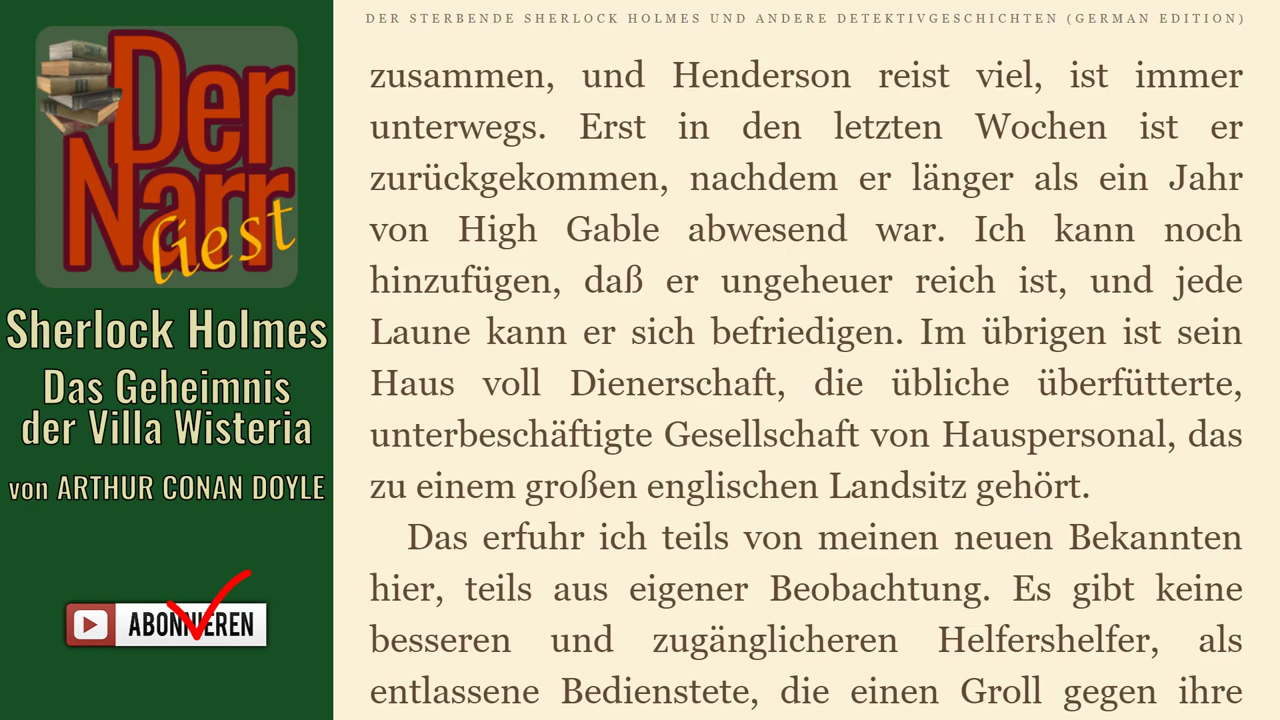 Der
Narr
liest
Sherlock Holmes
Das Geheimnis
der Villa Wisteria
von ARTHUR CONAN DOYLE
ABONNIEREN
DER STERBENDE SHERLOCK HOLMES UND ANDERE DETEKTIVGESCHICHTEN (GERMAN EDITION)
zusammen, und Henderson reist viel, ist immer
unterwegs. Erst in den letzten Wochen ist er
zurückgekommen, nachdem er länger als ein Jahr
von High Gable abwesend war. Ich kann noch
hinzufügen, daß er ungeheuer reich ist, und jede
Laune kann er sich befriedigen. Im übrigen ist sein
Haus voll Dienerschaft, die übliche überfütterte,
unterbeschäftigte Gesellschaft von Hauspersonal, das
zu einem großen englischen Landsitz gehört.
Das erfuhr ich teils von meinen neuen Bekannten
hier, teils aus eigener Beobachtung. Es gibt keine
besseren und zugänglicheren Helfershelfer, als
entlassene Bedienstete, die einen Groll gegen ihre